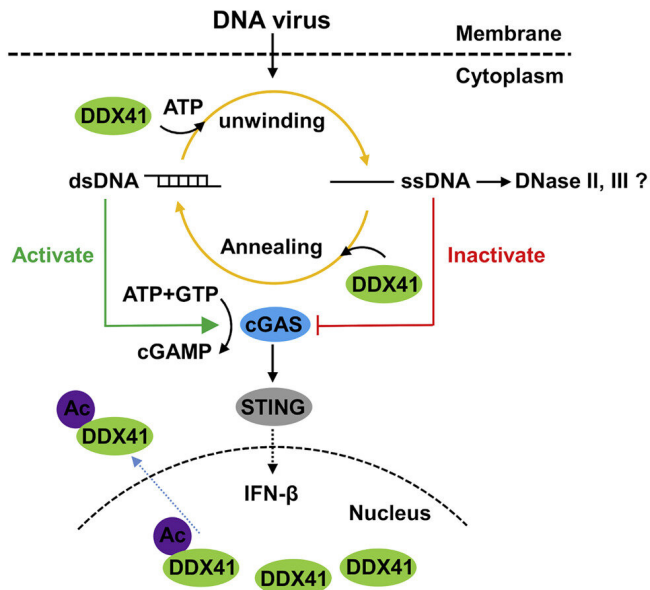 DNA virus
Membrane
Cytoplasm
DDX41
ATP
unwinding
dsDNA
ssDNA
DNase II, III ?
Activate
Annealing
Inactivate
DDX41
ATP+GTP
cGAS
cGAMP
STING
Ac
DDX41
IFN-β
Nucleus
Ac
DDX41
DDX41
DDX41